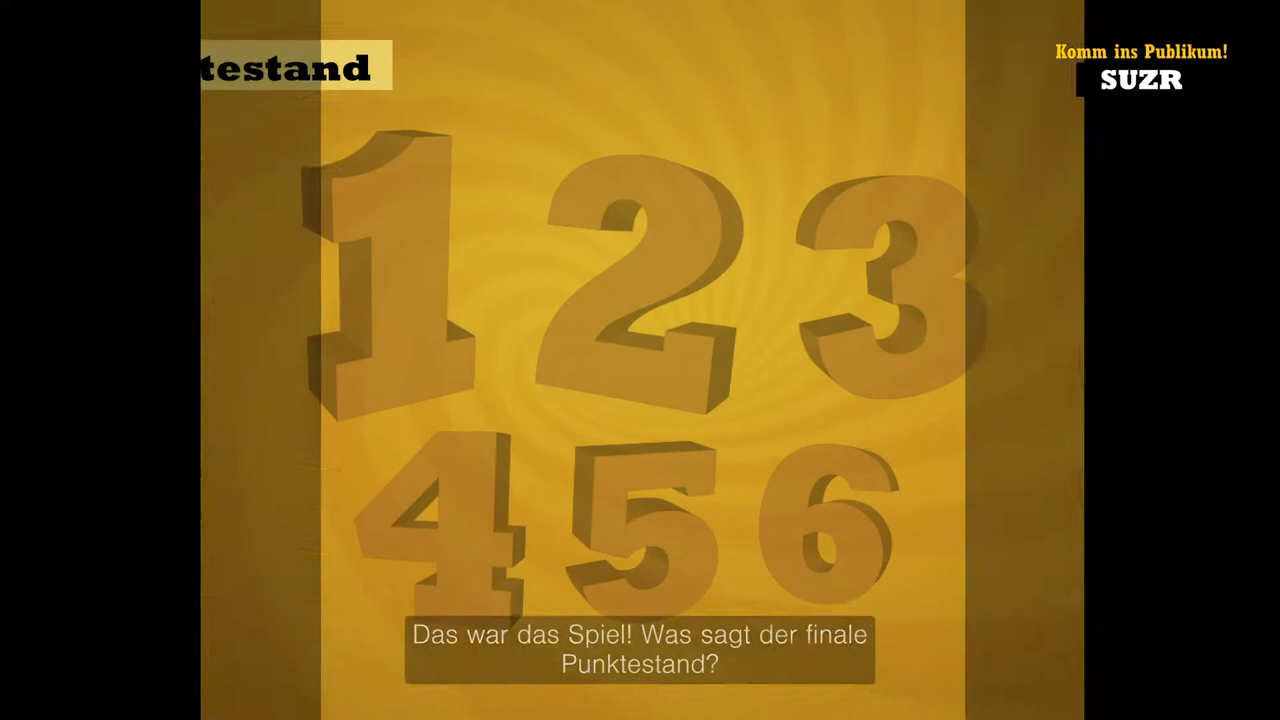 testand
Komm ins Publikum!
SUZR
1 2 3
4 5 6
Das war das Spiel! Was sagt der finale
Punktestand?